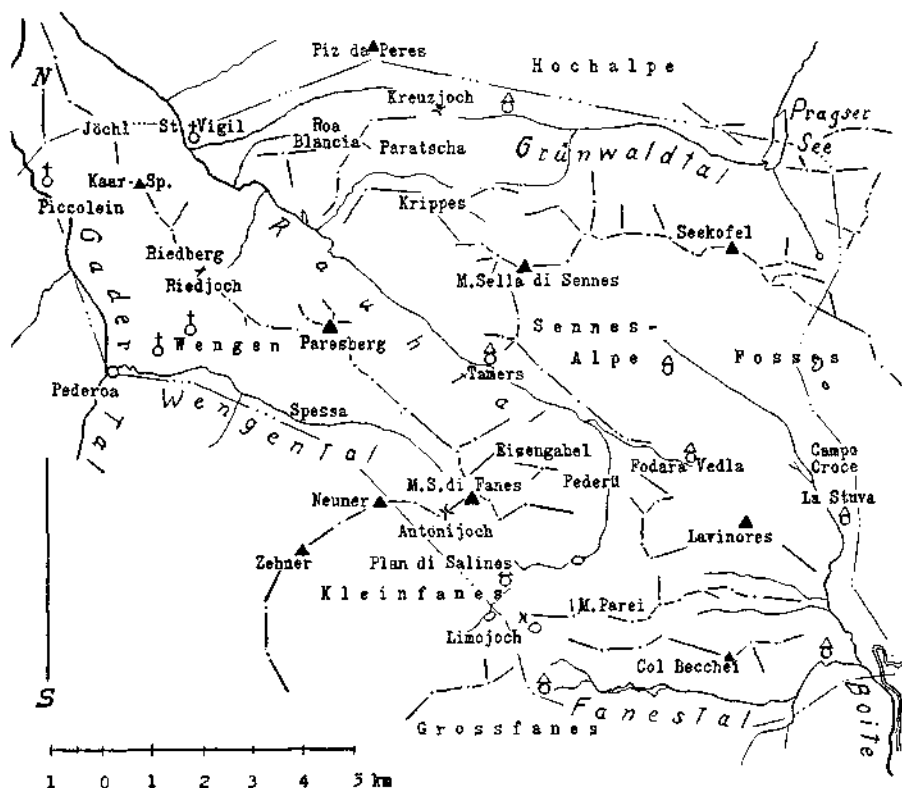 Piz da Peres
Hochalpe
N
Kreuzjoch
Pragser
See
Jöchl
St. Vigil
Roa
Blancia
Paratscha
Grünwaldtal
Kaar-Sp.
Piccolein
Krippes
Seekofel
Riedberg
Riedjoch
M.Sella di Sennes
Gader
Tal
Rauh
a
Sennes-
Alpe
Fosses
Wengen
Paresberg
Tamers
Pederoa
Wengental
Spessa
Eisengabel
Fodara Vedla
Campo
Croce
M.S.di Fanes
Pederü
La Stuva
Neuner
Antonijoch
Lavinores
Zehner
Plan di Salines
Kleinfanes
M.Parei
Limojoch
Col Becchei
S
Fanestal
Boite
Grossfanes
1 0 1 2 3 4 5 km